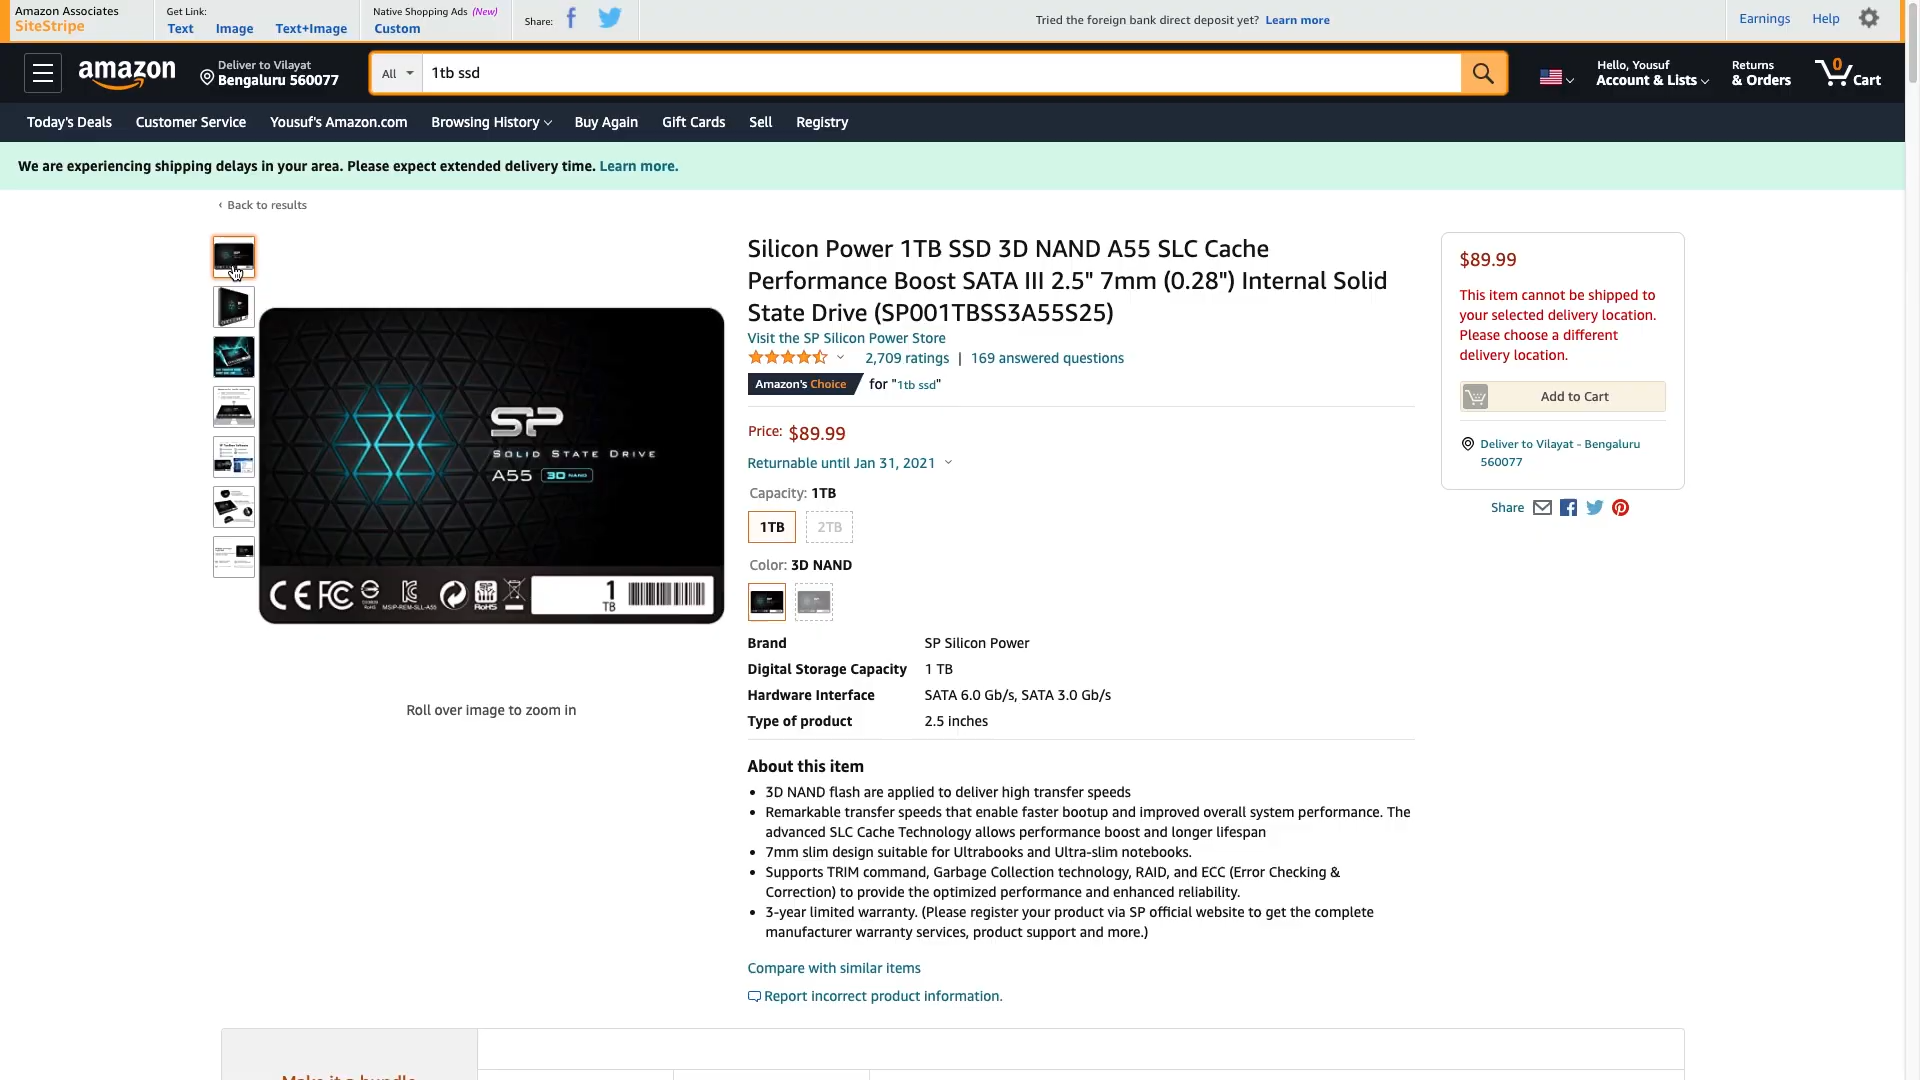 Amazon Associates
SiteStripe
Get Link:
Text Image Text+Image
Native Shopping Ads (New)
Custom
Share:
Tried the foreign bank direct deposit yet? Learn more
Earnings Help
amazon
Deliver to Vilayat
Bengaluru 560077
All
1tb ssd
Hello, Yousuf
Account & Lists
Returns
& Orders
0
Cart
Today's Deals Customer Service Yousuf's Amazon.com Browsing History Buy Again Gift Cards Sell Registry
We are experiencing shipping delays in your area. Please expect extended delivery time. Learn more.
‹ Back to results
SP
SOLID STATE DRIVE
A55 3D NAND
CE FC
RoHS
MSIP-REM-SLL-A55
RoHS
1
TB
Roll over image to zoom in
Silicon Power 1TB SSD 3D NAND A55 SLC Cache
Performance Boost SATA III 2.5" 7mm (0.28") Internal Solid
State Drive (SP001TBSS3A55S25)
Visit the SP Silicon Power Store
2,709 ratings | 169 answered questions
Amazon's Choice for "1tb ssd"
Price: $89.99
Returnable until Jan 31, 2021
Capacity: 1TB
1TB 2TB
Color: 3D NAND
Brand SP Silicon Power
Digital Storage Capacity 1 TB
Hardware Interface SATA 6.0 Gb/s, SATA 3.0 Gb/s
Type of product 2.5 inches
About this item
• 3D NAND flash are applied to deliver high transfer speeds
• Remarkable transfer speeds that enable faster bootup and improved overall system performance. The
advanced SLC Cache Technology allows performance boost and longer lifespan
• 7mm slim design suitable for Ultrabooks and Ultra-slim notebooks.
• Supports TRIM command, Garbage Collection technology, RAID, and ECC (Error Checking &
Correction) to provide the optimized performance and enhanced reliability.
• 3-year limited warranty. (Please register your product via SP official website to get the complete
manufacturer warranty services, product support and more.)
Compare with similar items
Report incorrect product information.
$89.99
This item cannot be shipped to
your selected delivery location.
Please choose a different
delivery location.
Add to Cart
Deliver to Vilayat - Bengaluru
560077
Share
Make it a bundle